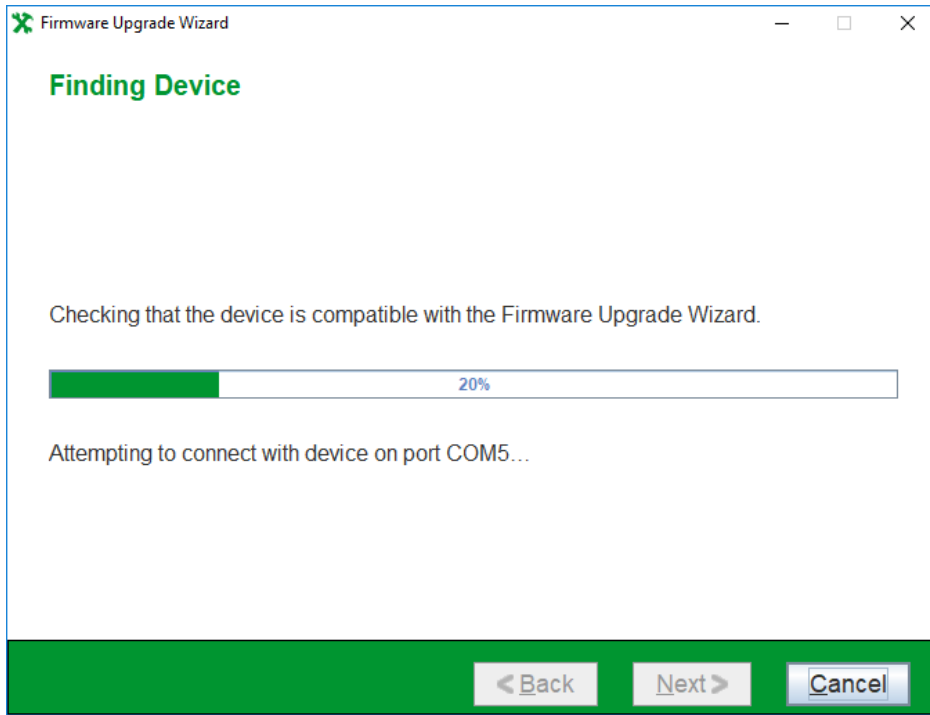 Firmware Upgrade Wizard
Finding Device
Checking that the device is compatible with the Firmware Upgrade Wizard.
20%
Attempting to connect with device on port COM5…
< Back Next > Cancel